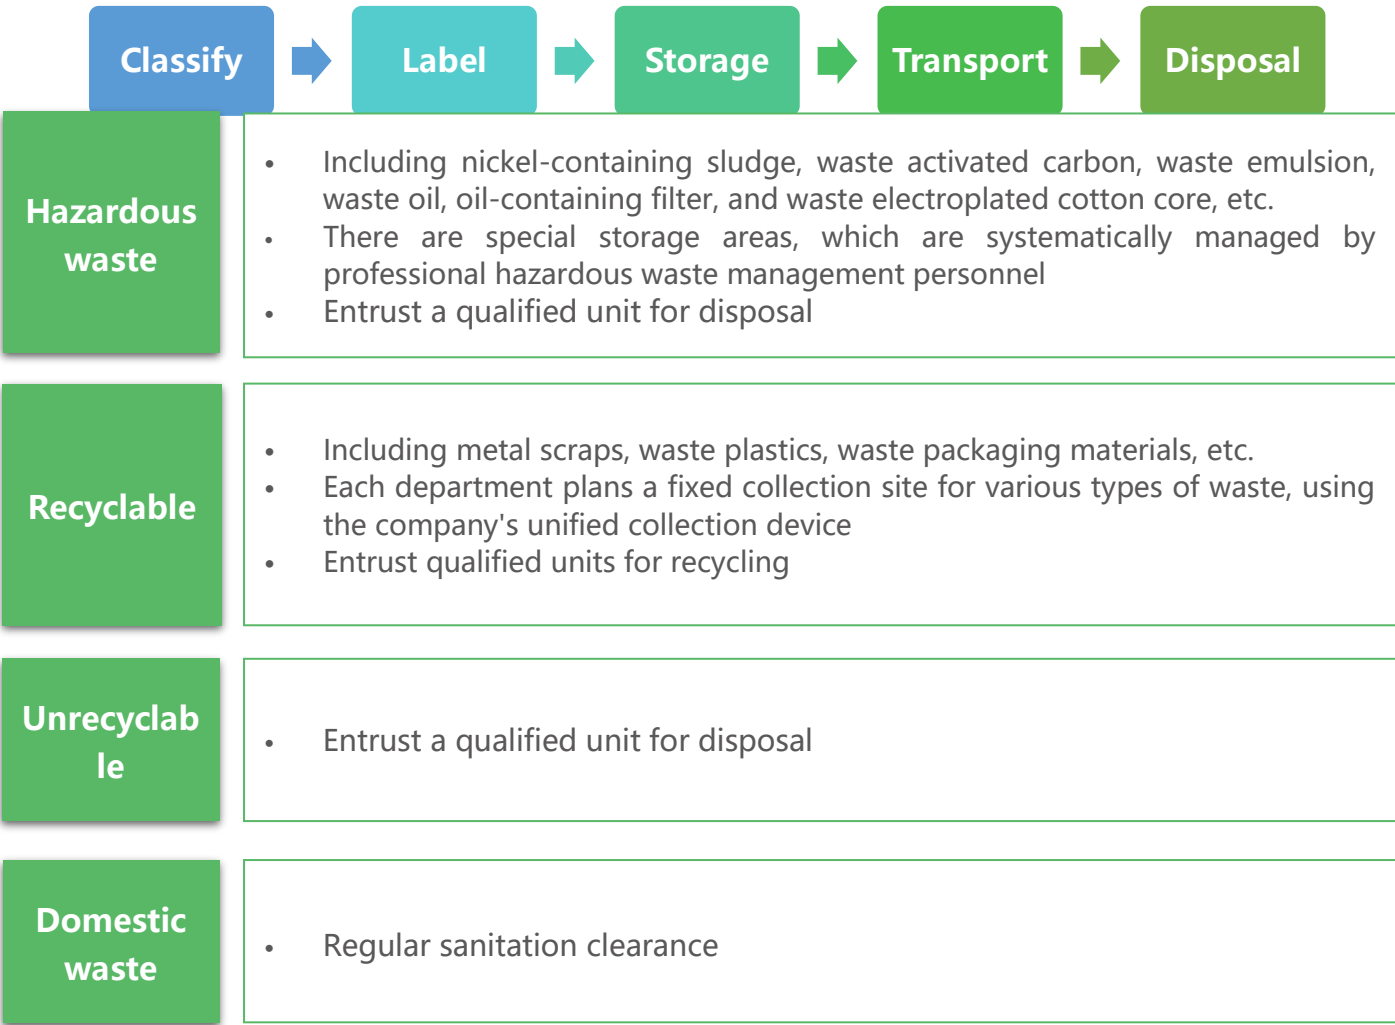 Classify Label Storage Transport Disposal
Hazardous
waste
• Including nickel-containing sludge, waste activated carbon, waste emulsion,
waste oil, oil-containing filter, and waste electroplated cotton core, etc.
• There are special storage areas, which are systematically managed by
professional hazardous waste management personnel
• Entrust a qualified unit for disposal
Recyclable
• Including metal scraps, waste plastics, waste packaging materials, etc.
• Each department plans a fixed collection site for various types of waste, using
the company's unified collection device
• Entrust qualified units for recycling
Unrecyclab
le
• Entrust a qualified unit for disposal
Domestic
waste
• Regular sanitation clearance